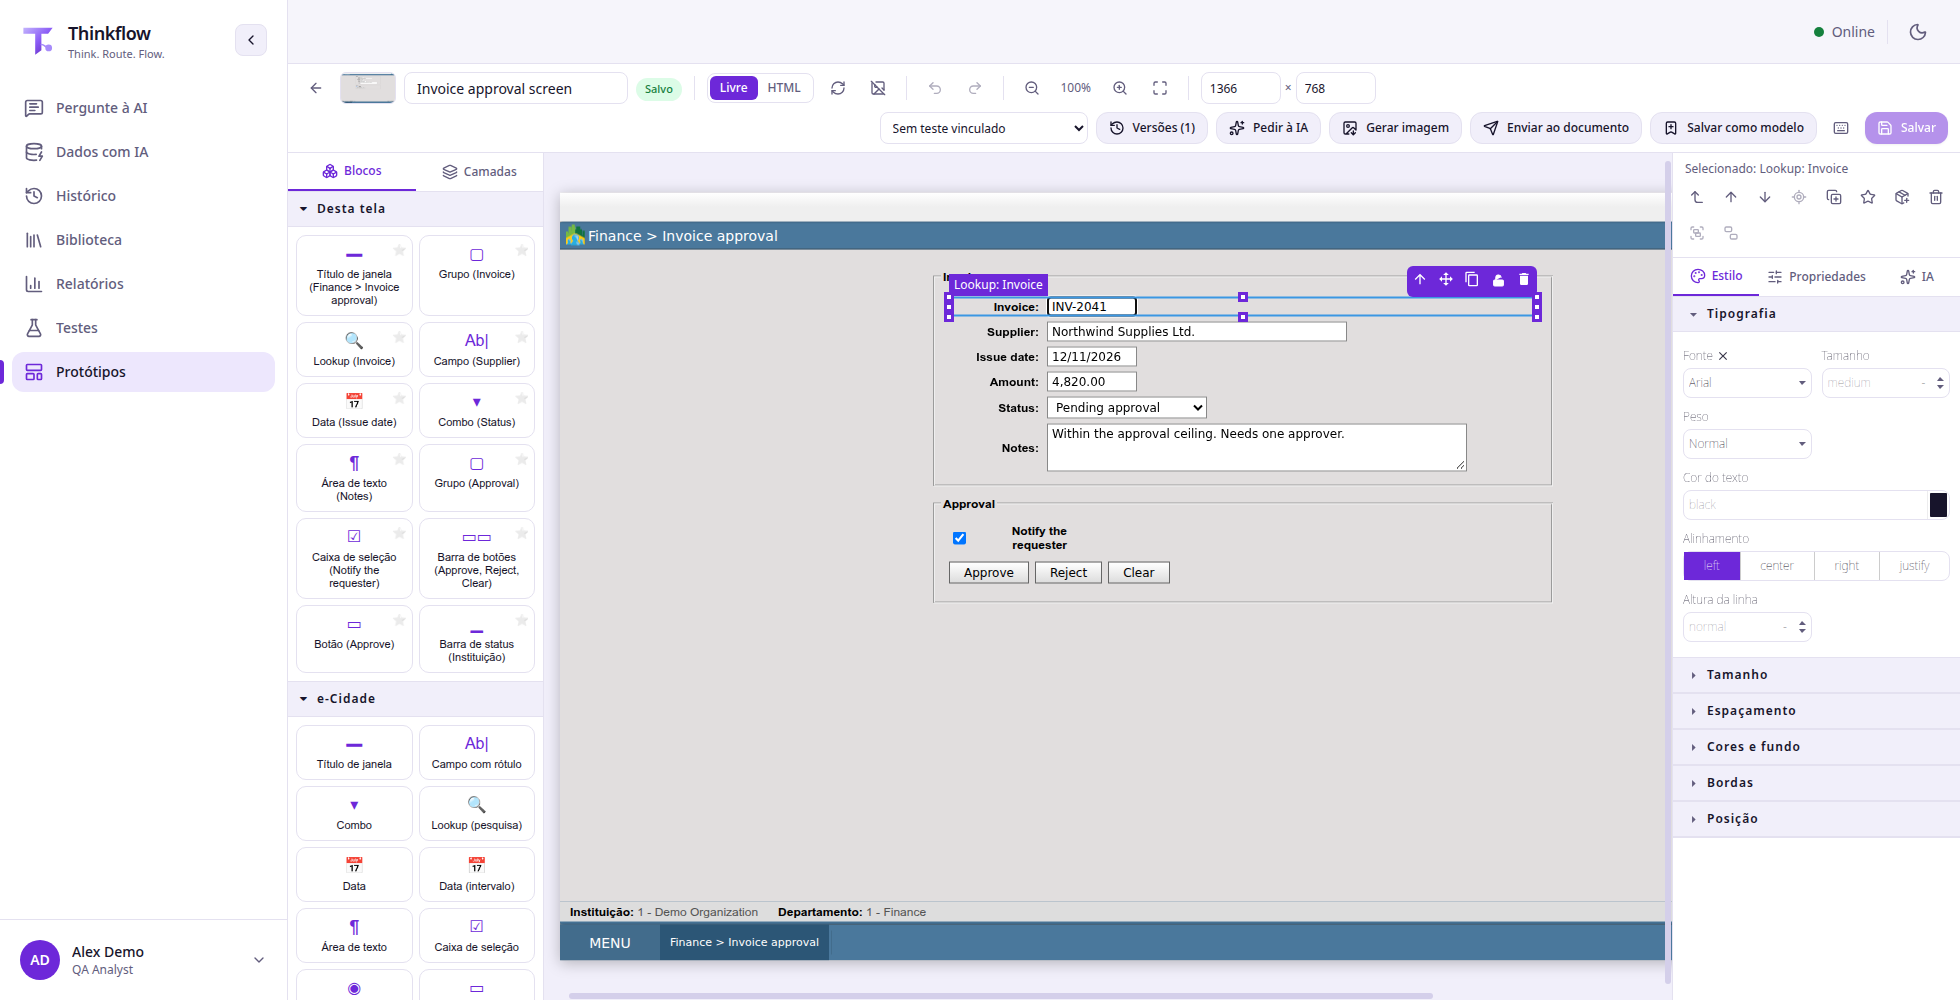 Thinkflow
Think. Route. Flow.
Pergunte à AI
Dados com IA
Histórico
Biblioteca
Relatórios
Testes
Protótipos
AD
Alex Demo
QA Analyst
Online
Invoice approval screen
Salvo
Livre
HTML
100%
1366
×
768
Sem teste vinculado
Versões (1)
Pedir à IA
Gerar imagem
Enviar ao documento
Salvar como modelo
Salvar
Blocos
Camadas
Desta tela
Título de janela
(Finance > Invoice
approval)
Grupo (Invoice)
Lookup (Invoice)
Ab|
Campo (Supplier)
Data (Issue date)
Combo (Status)
¶
Área de texto
(Notes)
Grupo (Approval)
Caixa de seleção
(Notify the
requester)
Barra de botões
(Approve, Reject,
Clear)
Botão (Approve)
Barra de status
(Instituição)
e-Cidade
Título de janela
Ab|
Campo com rótulo
Combo
Lookup (pesquisa)
Data
Data (intervalo)
¶
Área de texto
Caixa de seleção
Finance > Invoice approval
Lookup: Invoice
Invoice: INV-2041
Supplier: Northwind Supplies Ltd.
Issue date: 12/11/2026
Amount: 4,820.00
Status: Pending approval
Notes: Within the approval ceiling. Needs one approver.
Approval
Notify the
requester
Approve
Reject
Clear
Instituição: 1 - Demo Organization Departamento: 1 - Finance
MENU
Finance > Invoice approval
Selecionado: Lookup: Invoice
Estilo
Propriedades
IA
Tipografia
Fonte
Tamanho
Arial
medium
-
Peso
Normal
Cor do texto
black
Alinhamento
left
center
right
justify
Altura da linha
normal
-
Tamanho
Espaçamento
Cores e fundo
Bordas
Posição